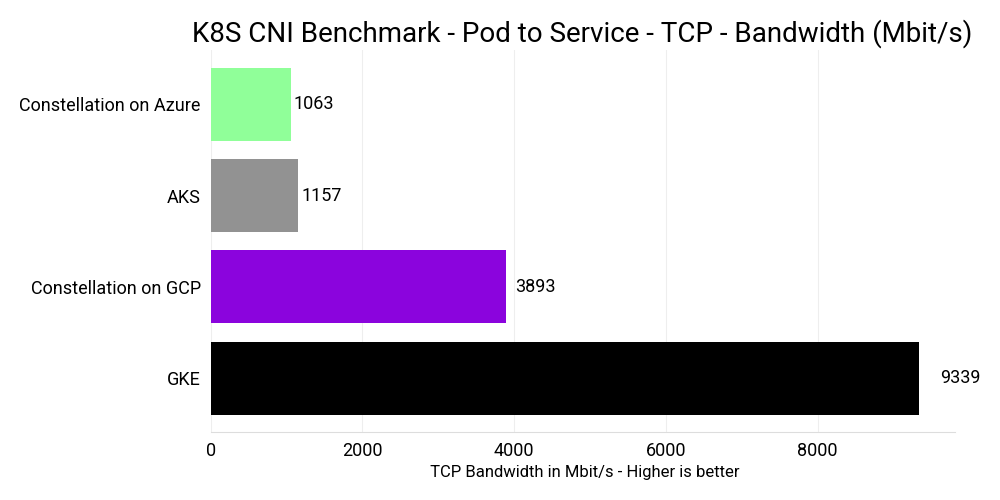 K8S CNI Benchmark - Pod to Service - TCP - Bandwidth (Mbit/s)
Constellation on Azure
1063
AKS
1157
Constellation on GCP
3893
GKE
9339
0 2000 4000 6000 8000
TCP Bandwidth in Mbit/s - Higher is better